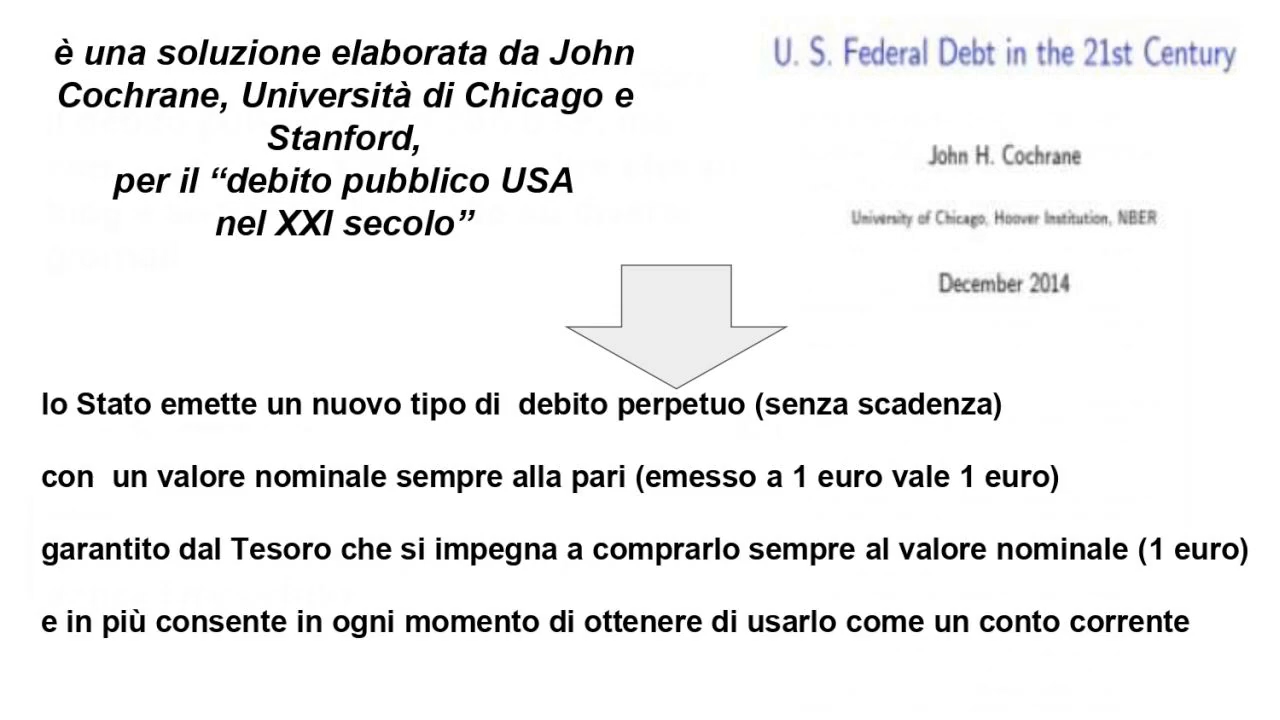 è una soluzione elaborata da John
Cochrane, Università di Chicago e
Stanford,
per il “debito pubblico USA
nel XXI secolo”
U. S. Federal Debt in the 21st Century
John H. Cochrane
University of Chicago, Hoover Institution, NBER
December 2014
lo Stato emette un nuovo tipo di  debito perpetuo (senza scadenza)
con  un valore nominale sempre alla pari (emesso a 1 euro vale 1 euro)
garantito dal Tesoro che si impegna a comprarlo sempre al valore nominale (1 euro)
e in più consente in ogni momento di ottenere di usarlo come un conto corrente